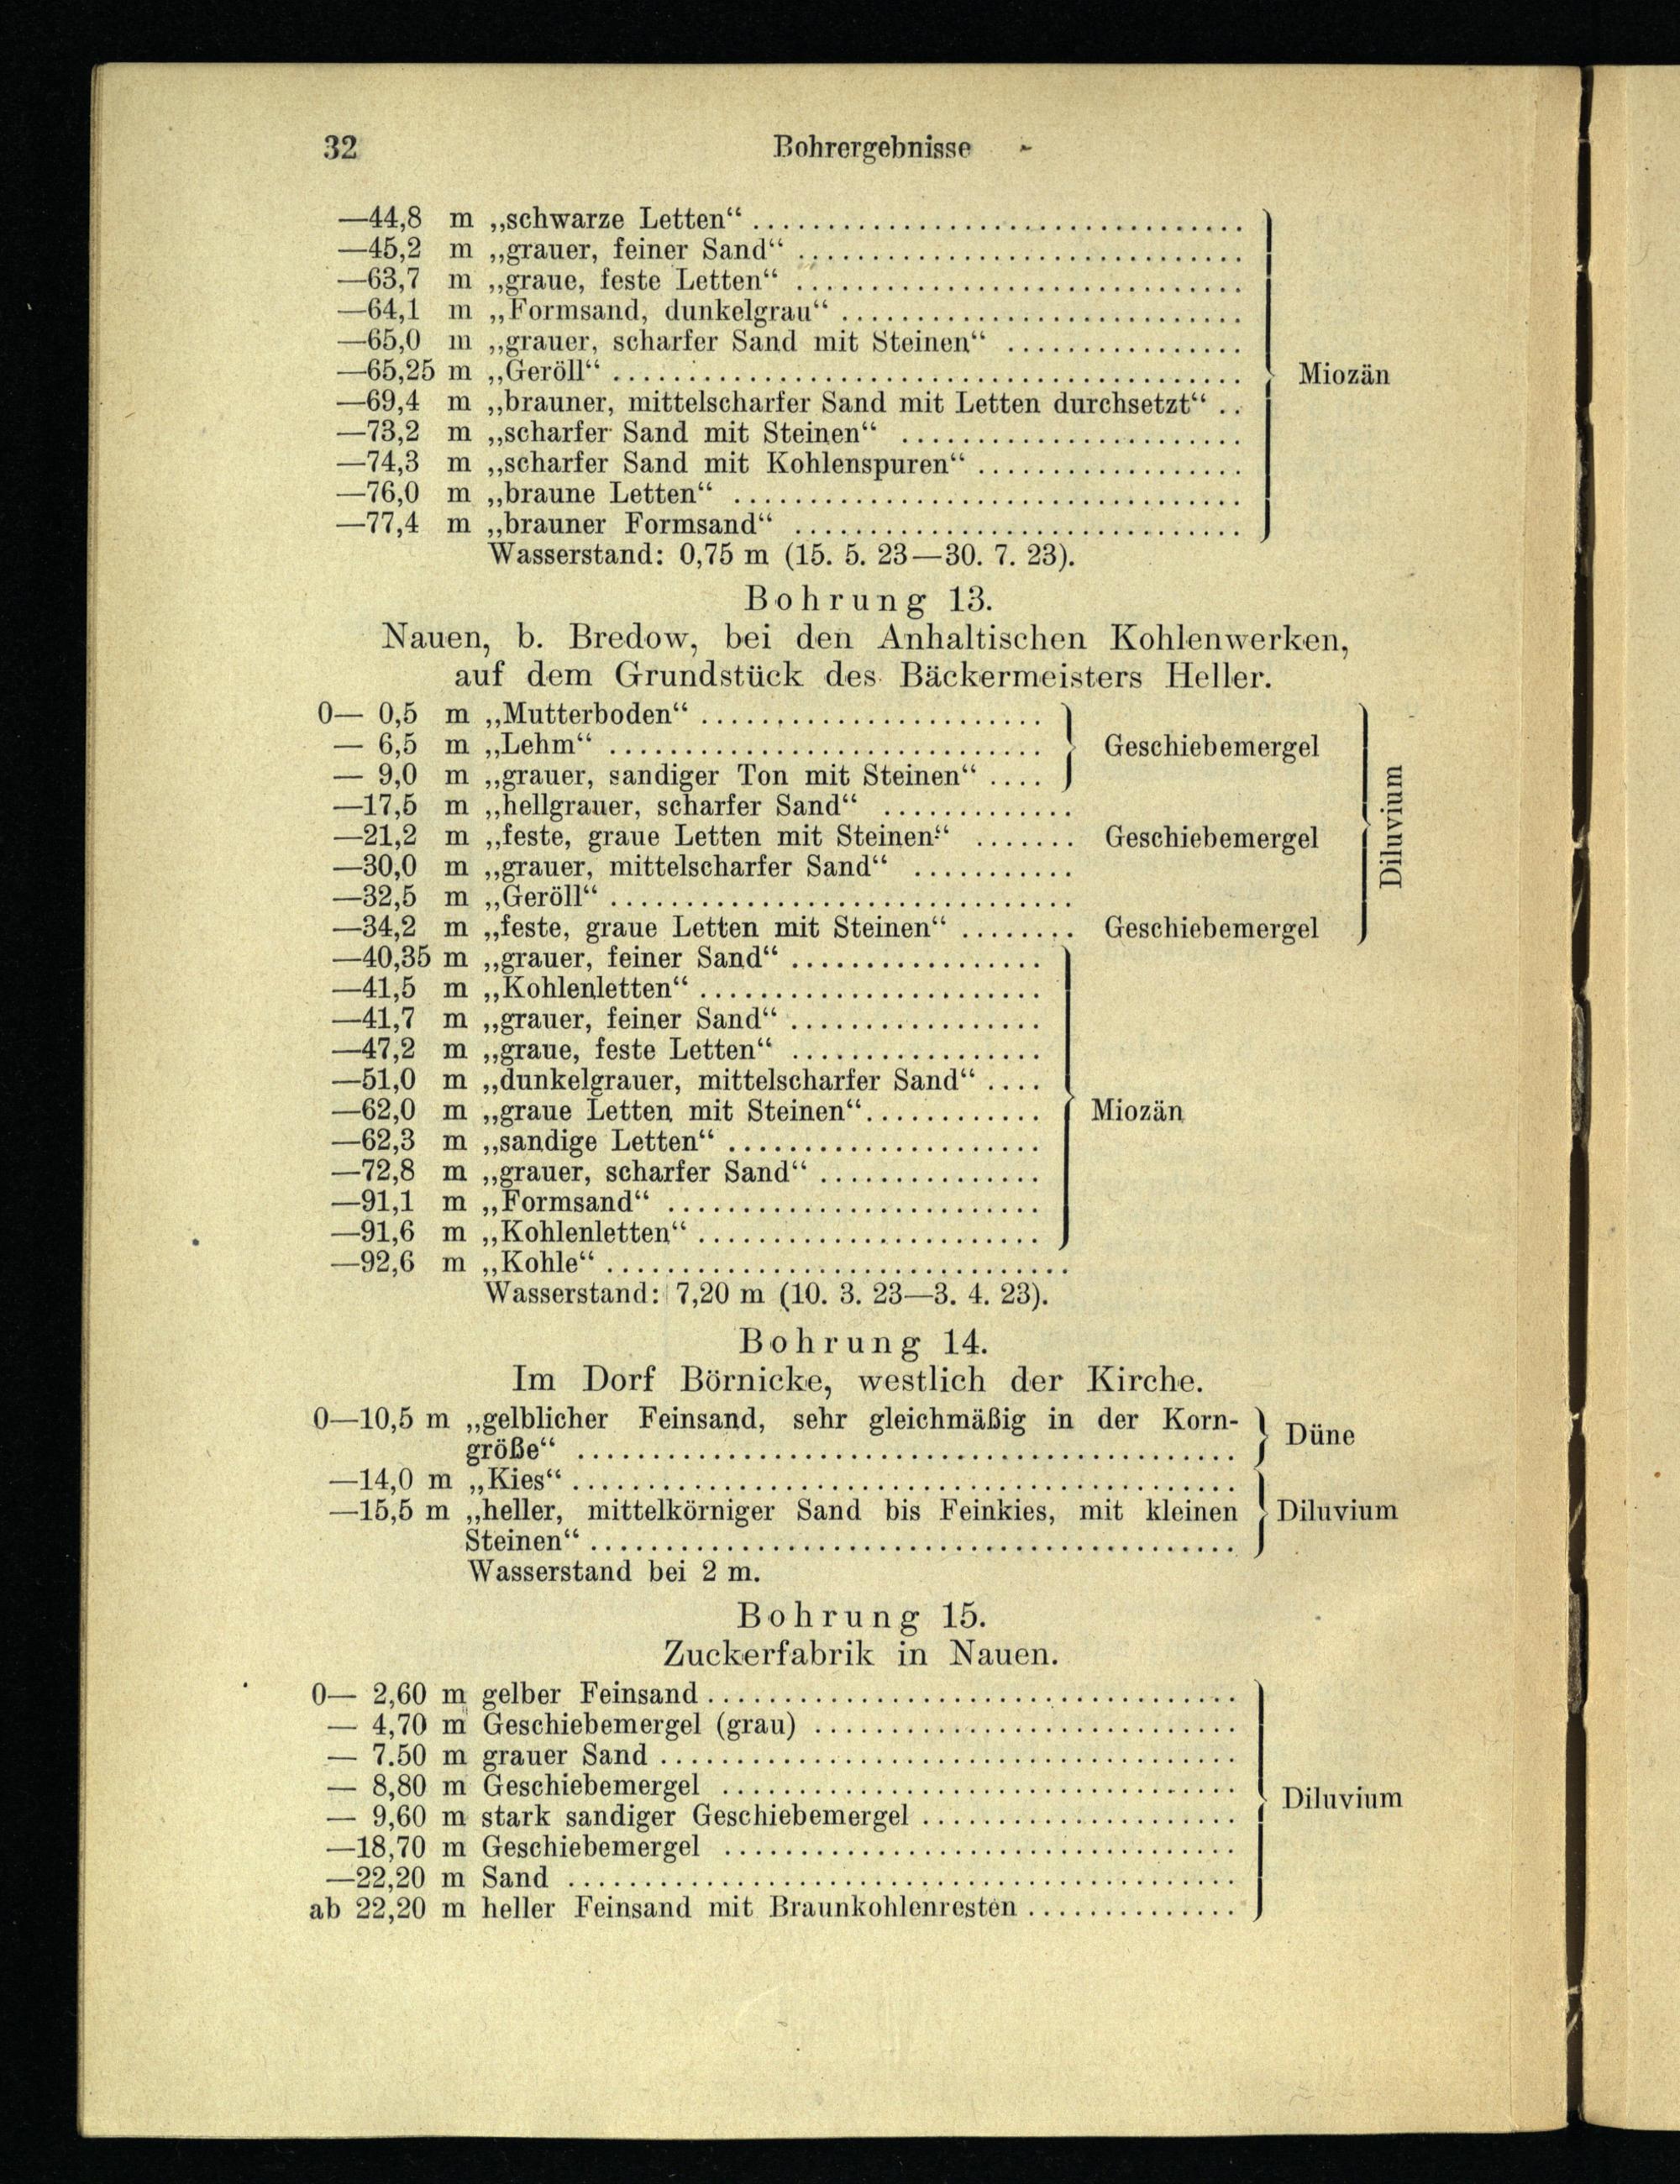 32 Bohrergebnisse
—44,8 m „schwarze Letten“ ................................
—45,2 m „grauer, feiner Sand“ ..............................
—63,7 m „graue, feste Letten“ ..............................
—64,1 m „Formsand, dunkelgrau“ ...........................
—65,0 m „grauer, scharfer Sand mit Steinen“ ................
—65,25 m „Geröll“ ......................................... Miozän
—69,4 m „brauner, mittelscharfer Sand mit Letten durchsetzt“ ..
—73,2 m „scharfer Sand mit Steinen“ .......................
—74,3 m „scharfer Sand mit Kohlenspuren“ ..................
—76,0 m „braune Letten“ ..................................
—77,4 m „brauner Formsand“ ..............................
Wasserstand: 0,75 m (15. 5. 23—30. 7. 23).
Bohrung 13.
Nauen, b. Bredow, bei den Anhaltischen Kohlenwerken,
auf dem Grundstück des Bäckermeisters Heller.
0— 0,5 m „Mutterboden“ .......................
— 6,5 m „Lehm“ ............................. Geschiebemergel
— 9,0 m „grauer, sandiger Ton mit Steinen“ ....
—17,5 m „hellgrauer, scharfer Sand“ .............
—21,2 m „feste, graue Letten mit Steinen“ ....... Geschiebemergel
Diluvium
—30,0 m „grauer, mittelscharfer Sand“ ...........
—32,5 m „Geröll“ ...............................
—34,2 m „feste, graue Letten mit Steinen“ ........ Geschiebemergel
—40,35 m „grauer, feiner Sand“ .................
—41,5 m „Kohlenletten“ .......................
—41,7 m „grauer, feiner Sand“ .................
—47,2 m „graue, feste Letten“ .................
—51,0 m „dunkelgrauer, mittelscharfer Sand“ ....
—62,0 m „graue Letten mit Steinen“ ............ Miozän
—62,3 m „sandige Letten“ .....................
—72,8 m „grauer, scharfer Sand“ ...............
—91,1 m „Formsand“ .........................
—91,6 m „Kohlenletten“ .......................
—92,6 m „Kohle“ ...............................
Wasserstand: 7,20 m (10. 3. 23—3. 4. 23).
Bohrung 14.
Im Dorf Börnicke, westlich der Kirche.
0—10,5 m „gelblicher Feinsand, sehr gleichmäßig in der Korn-
größe“ ............................................ Düne
—14,0 m „Kies“ ............................................
—15,5 m „heller, mittelkörniger Sand bis Feinkies, mit kleinen Diluvium
Steinen“ ...........................................
Wasserstand bei 2 m.
Bohrung 15.
Zuckerfabrik in Nauen.
0— 2,60 m gelber Feinsand ...................................
— 4,70 m Geschiebemergel (grau) ............................
— 7.50 m grauer Sand ......................................
— 8,80 m Geschiebemergel ..................................
Diluvium
— 9,60 m stark sandiger Geschiebemergel .....................
—18,70 m Geschiebemergel ..................................
—22,20 m Sand ............................................
ab 22,20 m heller Feinsand mit Braunkohlenresten ..............